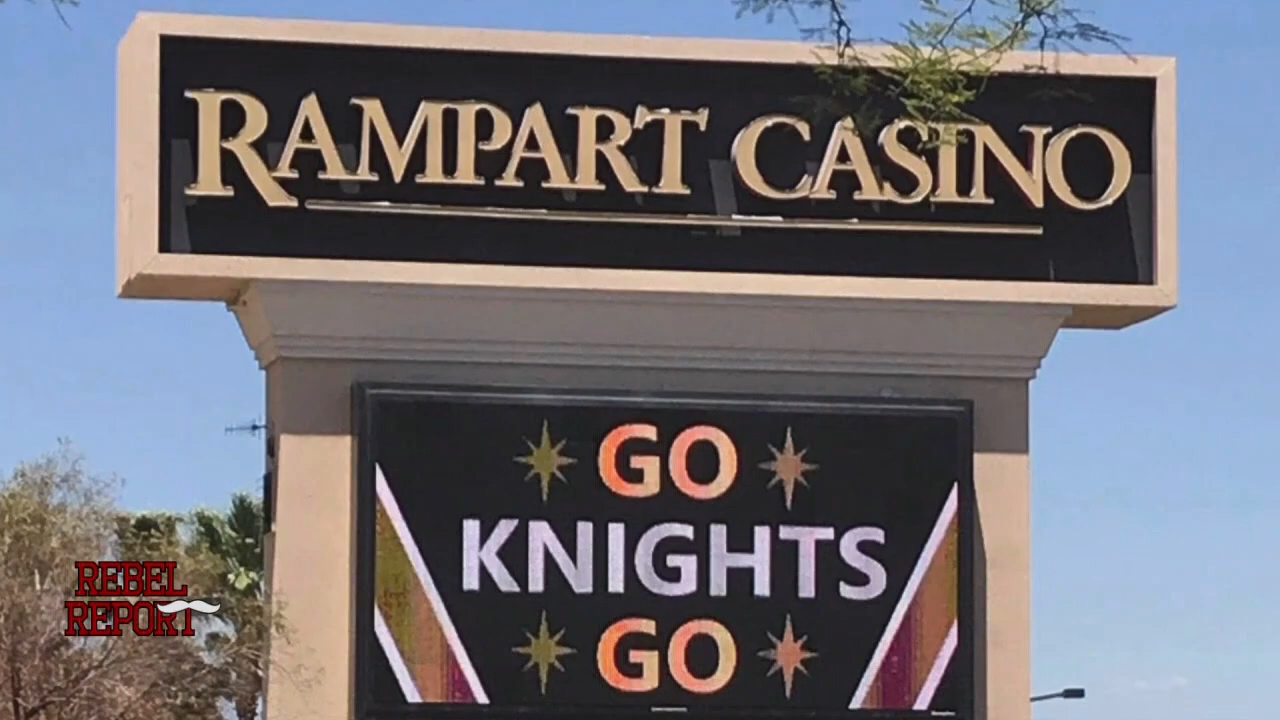 RAMPART CASINO
GO
KNIGHTS
GO
REBEL
REPORT